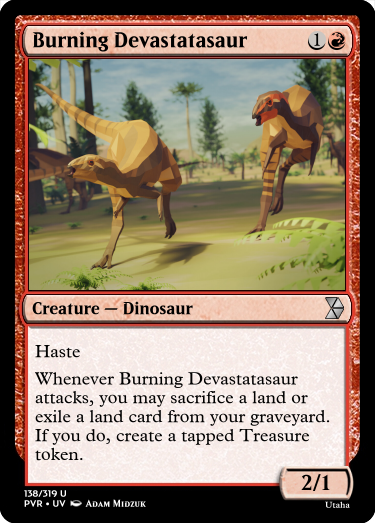 Burning Devastatasaur 1
Creature — Dinosaur
Haste
Whenever Burning Devastatasaur
attacks, you may sacrifice a land or
exile a land card from your graveyard.
If you do, create a tapped Treasure
token.
2/1
138/319 U
PVR • UV Adam Midzuk
Utaha